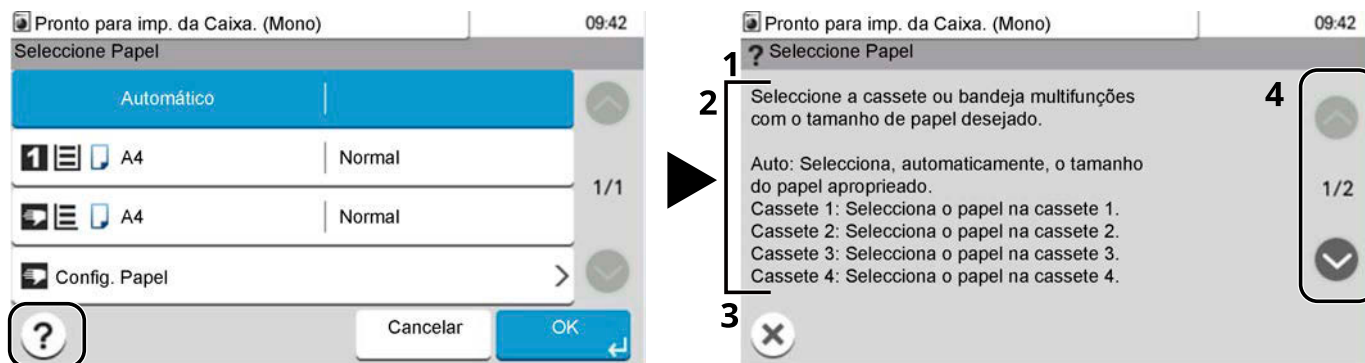 Pronto para imp. da Caixa. (Mono) 09:42
Seleccione Papel
Automático
1 A4 Normal
1/1
A4 Normal
Config. Papel
? Cancelar OK
Pronto para imp. da Caixa. (Mono) 09:42
1 ? Seleccione Papel
2
Seleccione a cassete ou bandeja multifunções
com o tamanho de papel desejado.
Auto: Selecciona, automaticamente, o tamanho
do papel aproprieado.
Cassete 1: Selecciona o papel na cassete 1.
Cassete 2: Selecciona o papel na cassete 2.
Cassete 3: Selecciona o papel na cassete 3.
Cassete 4: Selecciona o papel na cassete 4.
3
4
1/2